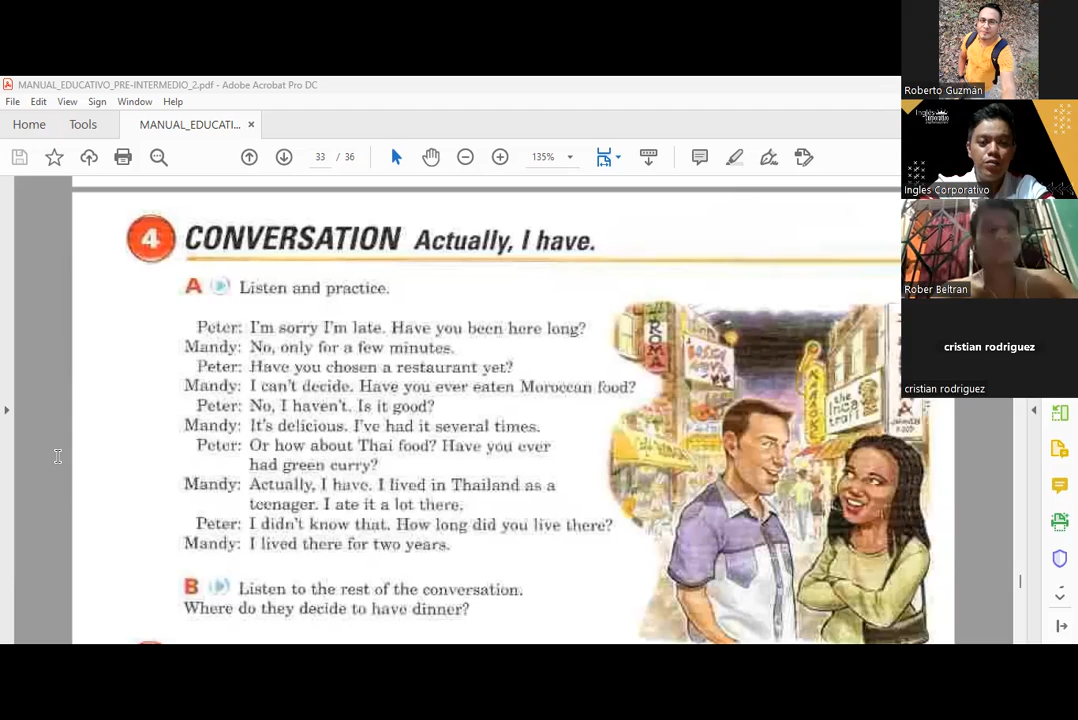 MANUAL_EDUCATIVO_PRE-INTERMEDIO_2.pdf - Adobe Acrobat Pro DC
File Edit View Sign Window Help
Home Tools MANUAL_EDUCATI... ×
33 / 36 135%
4 CONVERSATION Actually, I have.
A Listen and practice.
Peter: I'm sorry I'm late. Have you been here long?
Mandy: No, only for a few minutes.
Peter: Have you chosen a restaurant yet?
Mandy: I can't decide. Have you ever eaten Moroccan food?
Peter: No, I haven't. Is it good?
Mandy: It's delicious. I've had it several times.
Peter: Or how about Thai food? Have you ever
had green curry?
Mandy: Actually, I have. I lived in Thailand as a
teenager. I ate it a lot there.
Peter: I didn't know that. How long did you live there?
Mandy: I lived there for two years.
B Listen to the rest of the conversation.
Where do they decide to have dinner?
ROMA
KARAOKE
the Inca trail
Roberto Guzmán
Inglés Corporativo
Ingles Corporativo
Rober Beltran
cristian rodriguez
cristian rodriguez